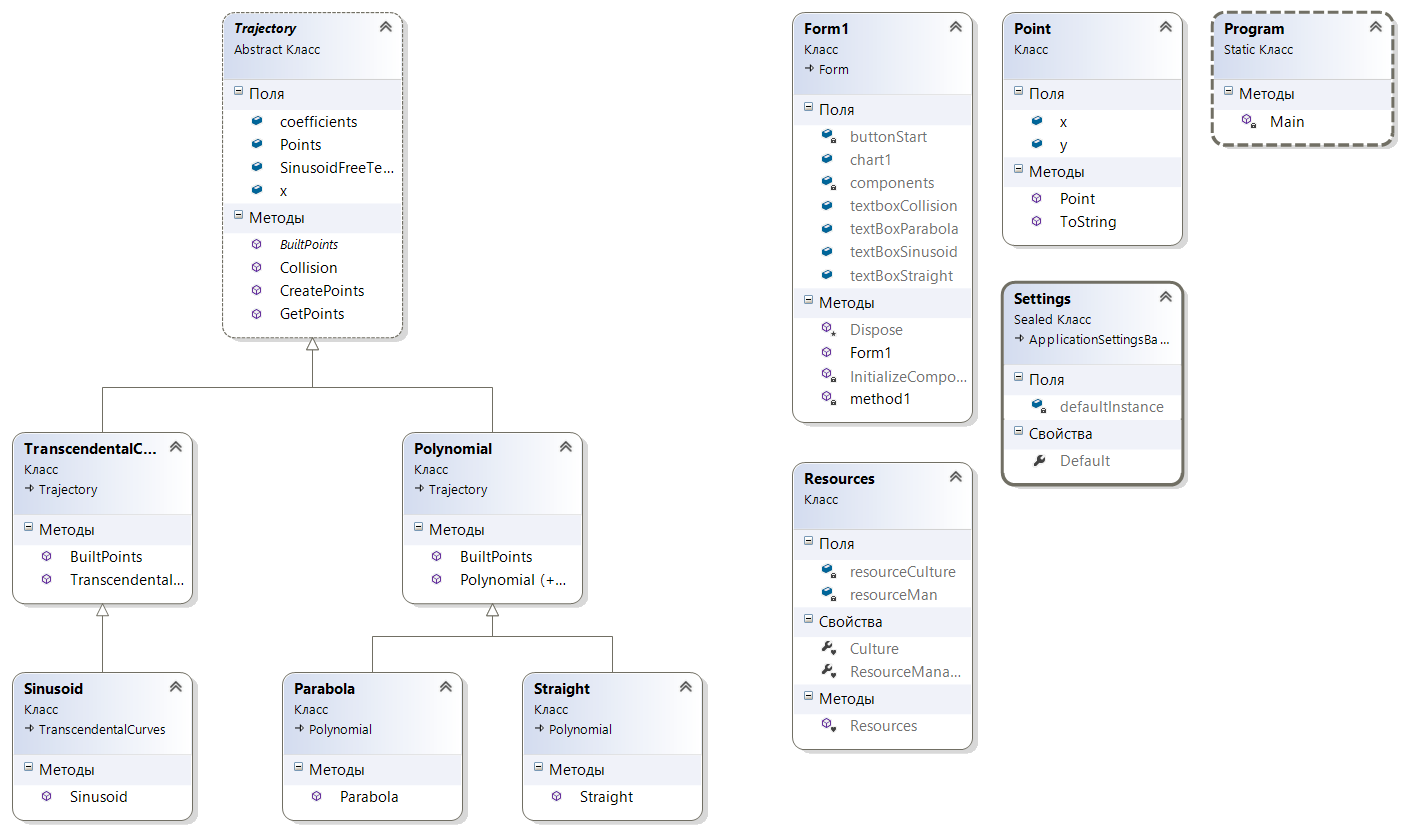 Trajectory
Abstract Класс
Поля
coefficients
Points
SinusoidFreeTe...
x
Методы
BuiltPoints
Collision
CreatePoints
GetPoints
TranscendentalC...
Класс
Trajectory
Методы
BuiltPoints
Transcendental...
Polynomial
Класс
Trajectory
Методы
BuiltPoints
Polynomial (+...
Sinusoid
Класс
TranscendentalCurves
Методы
Sinusoid
Parabola
Класс
Polynomial
Методы
Parabola
Straight
Класс
Polynomial
Методы
Straight
Form1
Класс
Form
Поля
buttonStart
chart1
components
textboxCollision
textBoxParabola
textBoxSinusoid
textBoxStraight
Методы
Dispose
Form1
InitializeCompo...
method1
Resources
Класс
Поля
resourceCulture
resourceMan
Свойства
Culture
ResourceMana...
Методы
Resources
Point
Класс
Поля
x
y
Методы
Point
ToString
Settings
Sealed Класс
ApplicationSettingsBa...
Поля
defaultInstance
Свойства
Default
Program
Static Класс
Методы
Main